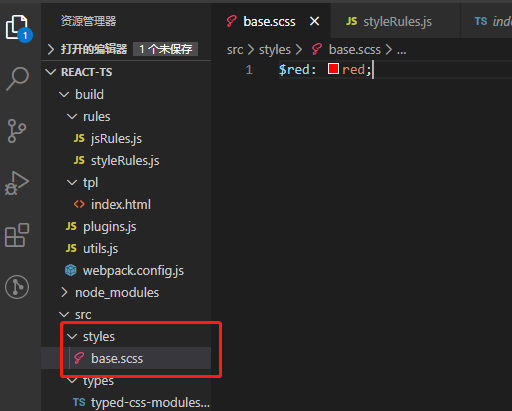 资源管理器
打开的编辑器 1 个未保存
REACT-TS
build
rules
JS jsRules.js
JS styleRules.js
tpl
<> index.html
JS plugins.js
JS utils.js
webpack.config.js
node_modules
src
styles
base.scss
types
TS typed-css-modules...
1
base.scss
JS styleRules.js
TS inde
src > styles > base.scss > ...
1 $red: red;